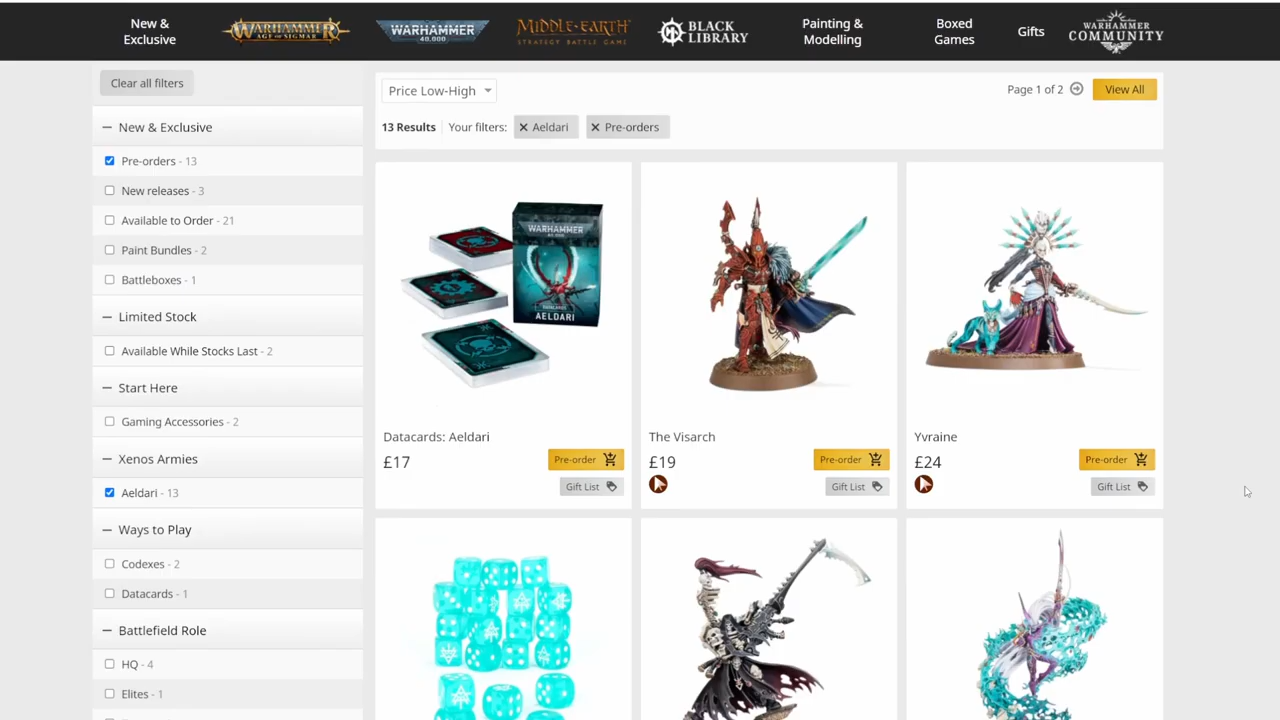 New &
Exclusive
WARHAMMER
AGE OF SIGMAR
WARHAMMER
40,000
MIDDLE-EARTH
STRATEGY BATTLE GAME
BLACK
LIBRARY
Painting &
Modelling
Boxed
Games
Gifts
WARHAMMER
COMMUNITY
Clear all filters
New & Exclusive
Pre-orders - 13
New releases - 3
Available to Order - 21
Paint Bundles - 2
Battleboxes - 1
Limited Stock
Available While Stocks Last - 2
Start Here
Gaming Accessories - 2
Xenos Armies
Aeldari - 13
Ways to Play
Codexes - 2
Datacards - 1
Battlefield Role
HQ - 4
Elites - 1
Price Low-High
Page 1 of 2
View All
13 Results
Your filters:
Aeldari
Pre-orders
WARHAMMER
DATACARDS
AELDARI
Datacards: Aeldari
£17
Pre-order
Gift List
The Visarch
£19
Pre-order
Gift List
Yvraine
£24
Pre-order
Gift List